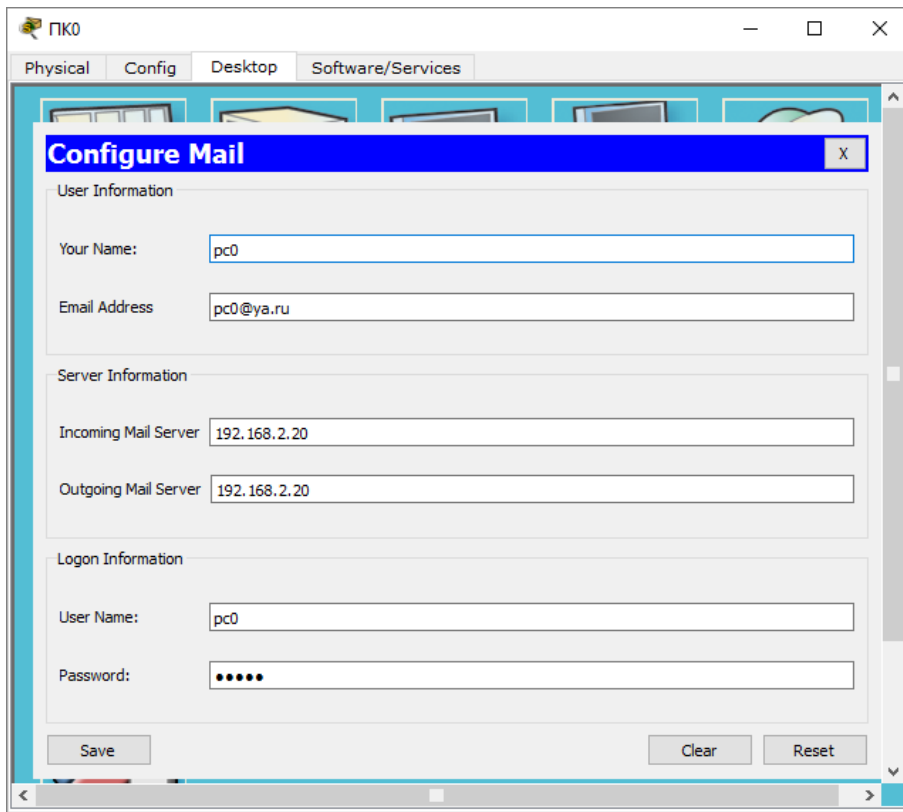 ПК0
Physical Config Desktop Software/Services
Configure Mail X
User Information
Your Name: pc0
Email Address pc0@ya.ru
Server Information
Incoming Mail Server 192.168.2.20
Outgoing Mail Server 192.168.2.20
Logon Information
User Name: pc0
Password: •••••
Save Clear Reset